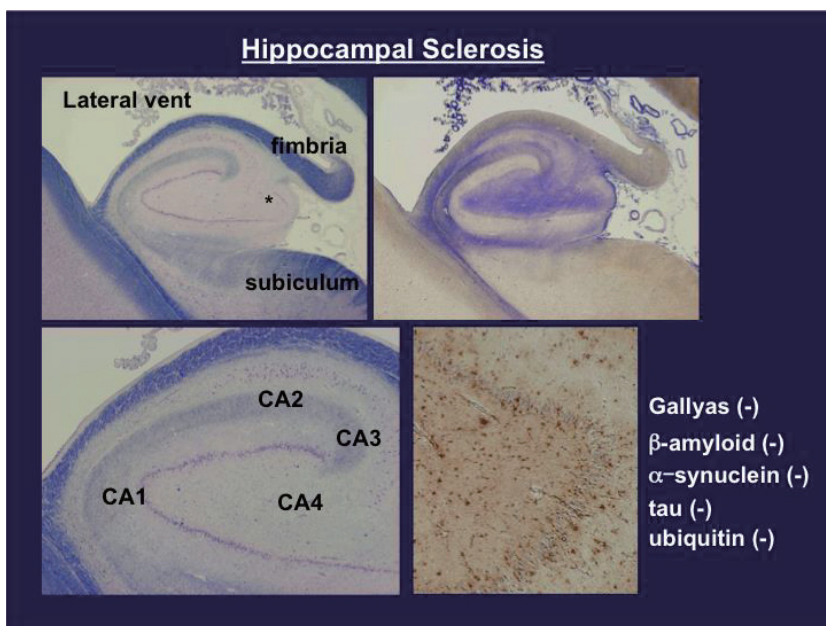 Hippocampal Sclerosis
Lateral vent
fimbria
*
subiculum
CA2
CA3
CA1
CA4
Gallyas (-)
β-amyloid (-)
α−synuclein (-)
tau (-)
ubiquitin (-)